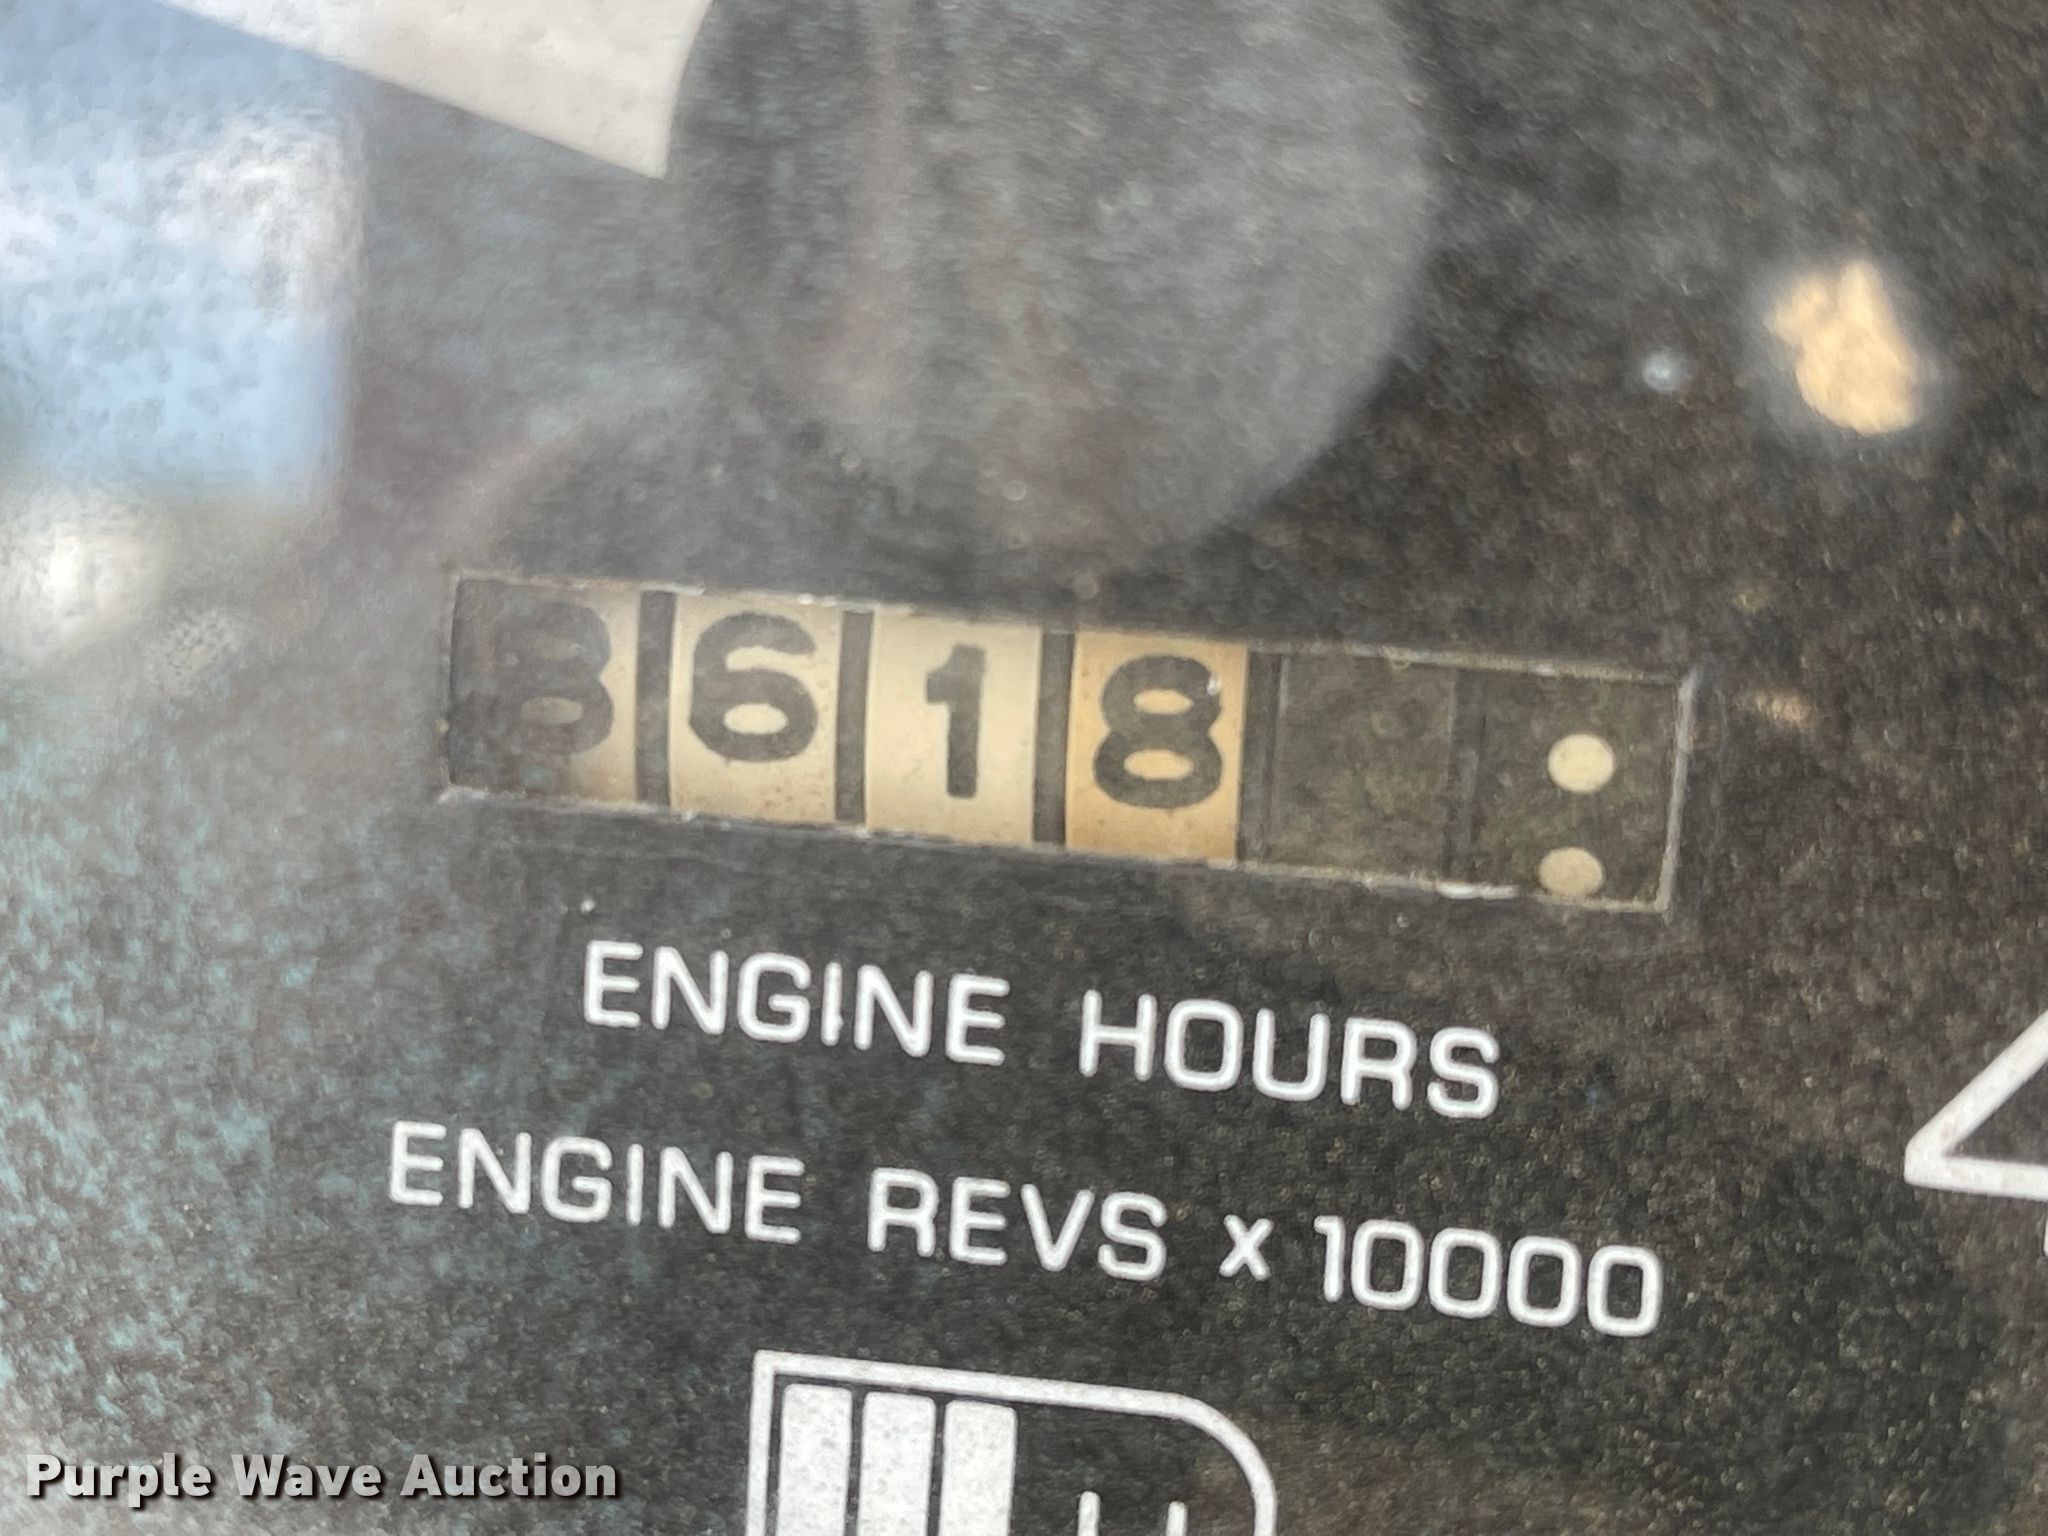 8618
ENGINE HOURS
ENGINE REVS x 10000
Purple Wave Auction